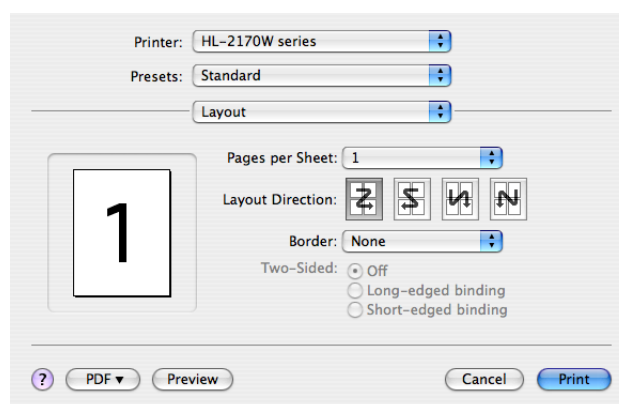 Printer: HL-2170W series
Presets: Standard
Layout
Pages per Sheet: 1
1
Layout Direction:
Border: None
Two-Sided: Off
Long-edged binding
Short-edged binding
? PDF ▼ Preview Cancel Print